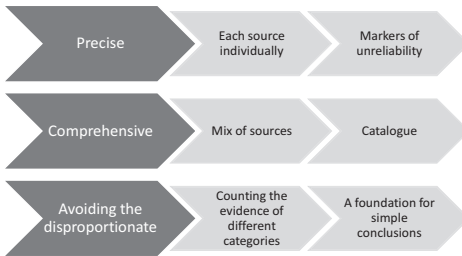 Precise
Each source
individually
Markers of
unreliability
Comprehensive
Mix of sources
Catalogue
Avoiding the
disproportionate
Counting the
evidence of
different
categories
A foundation for
simple
conclusions